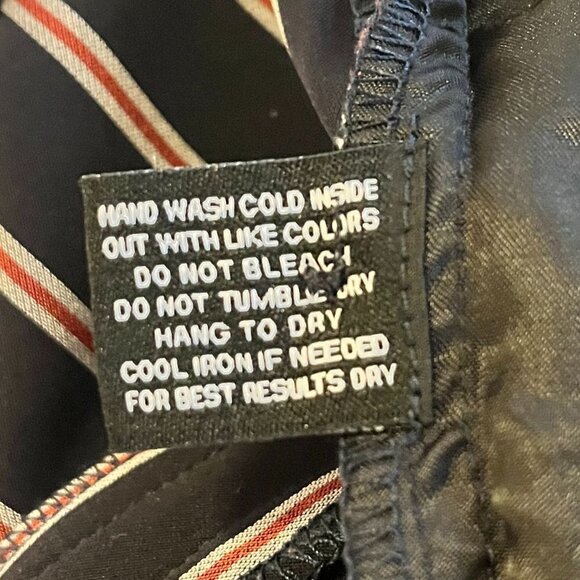 HAND WASH COLD INSIDE
OUT WITH LIKE COLORS
DO NOT BLEACH
DO NOT TUMBLE DRY
HANG TO DRY
COOL IRON IF NEEDED
FOR BEST RESULTS DRY